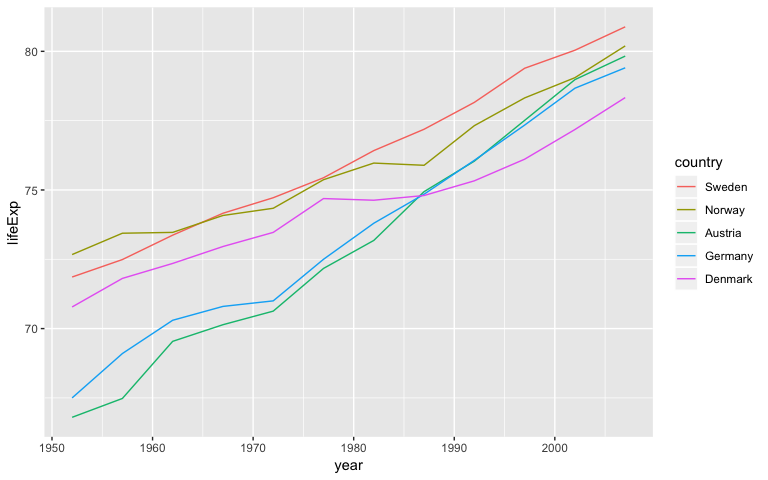 lifeExp
80
75
70
1950 1960 1970 1980 1990 2000
year
country
Sweden
Norway
Austria
Germany
Denmark